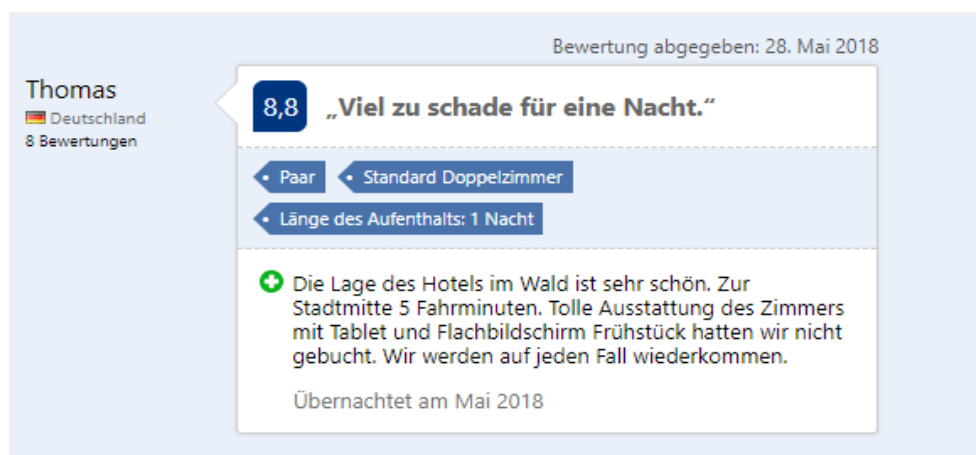 Bewertung abgegeben: 28. Mai 2018
Thomas
Deutschland
8 Bewertungen
8,8
„Viel zu schade für eine Nacht.“
• Paar
• Standard Doppelzimmer
• Länge des Aufenthalts: 1 Nacht
Die Lage des Hotels im Wald ist sehr schön. Zur
Stadtmitte 5 Fahrminuten. Tolle Ausstattung des Zimmers
mit Tablet und Flachbildschirm Frühstück hatten wir nicht
gebucht. Wir werden auf jeden Fall wiederkommen.
Übernachtet am Mai 2018